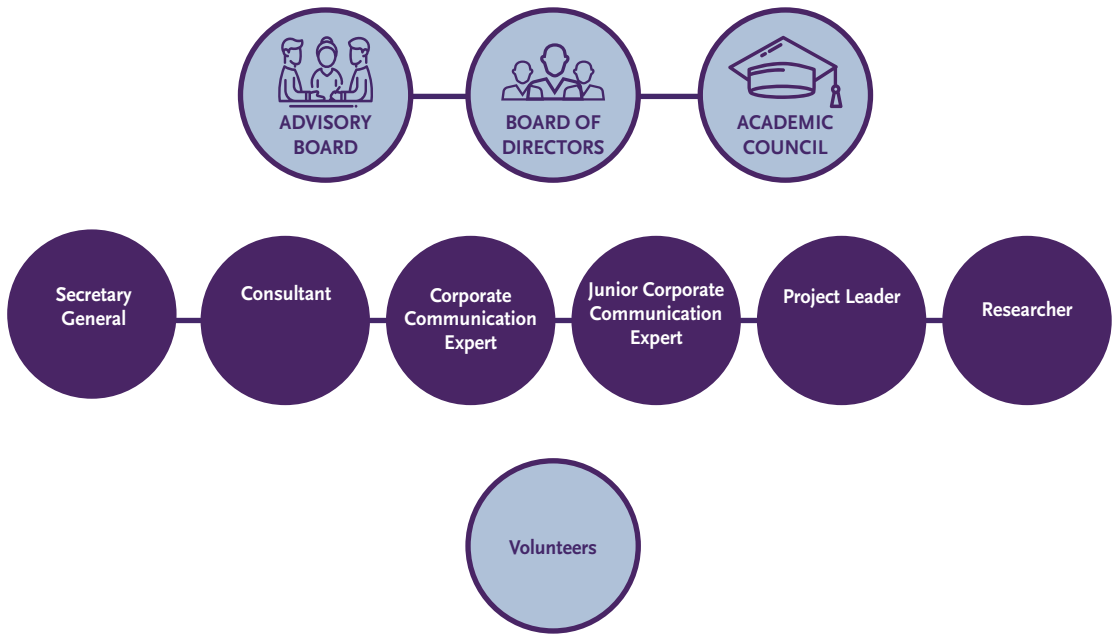 ADVISORY
BOARD
BOARD OF
DIRECTORS
ACADEMIC
COUNCIL
Secretary
General
Consultant
Corporate
Communication
Expert
Junior Corporate
Communication
Expert
Project Leader
Researcher
Volunteers